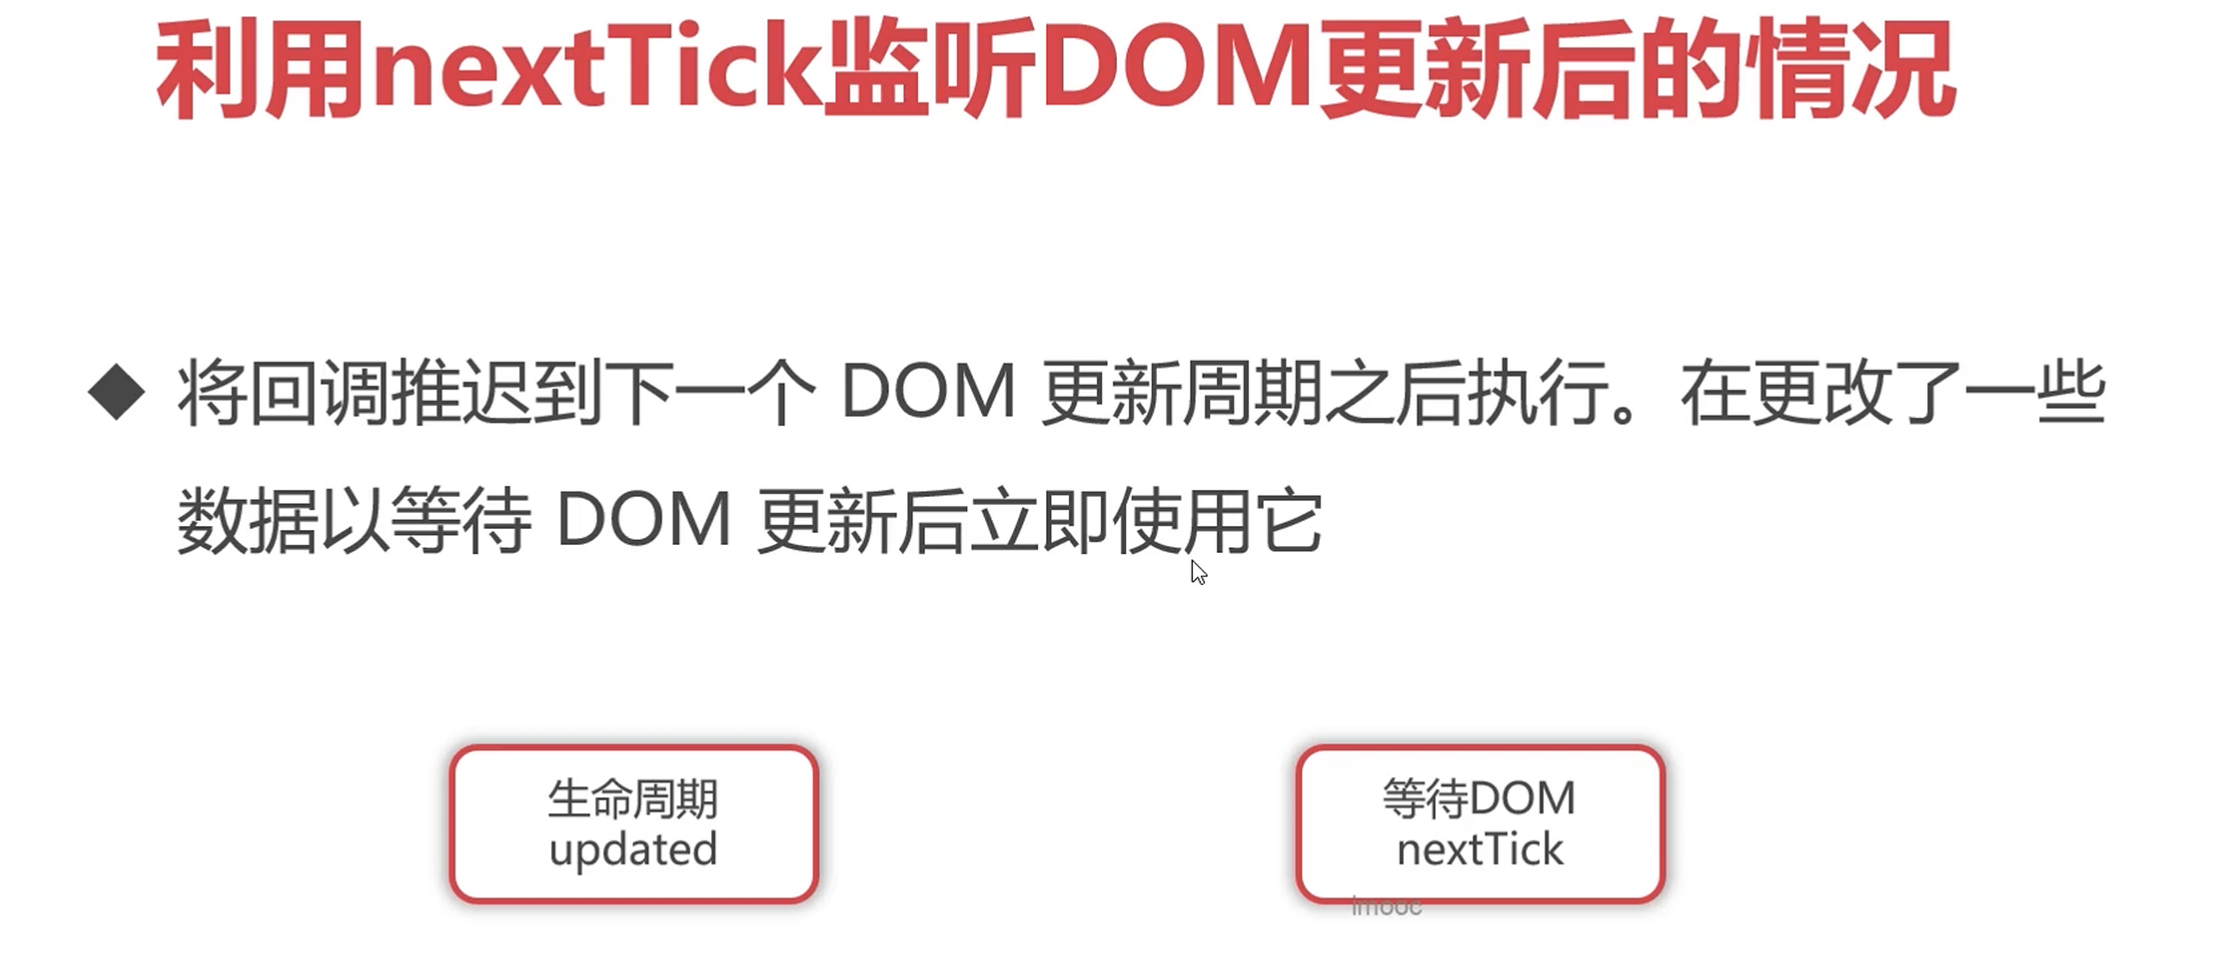 利用nextTick监听DOM更新后的情况
将回调推迟到下一个 DOM 更新周期之后执行。在更改了一些
数据以等待 DOM 更新后立即使用它
生命周期
updated
等待DOM
nextTick
imooc